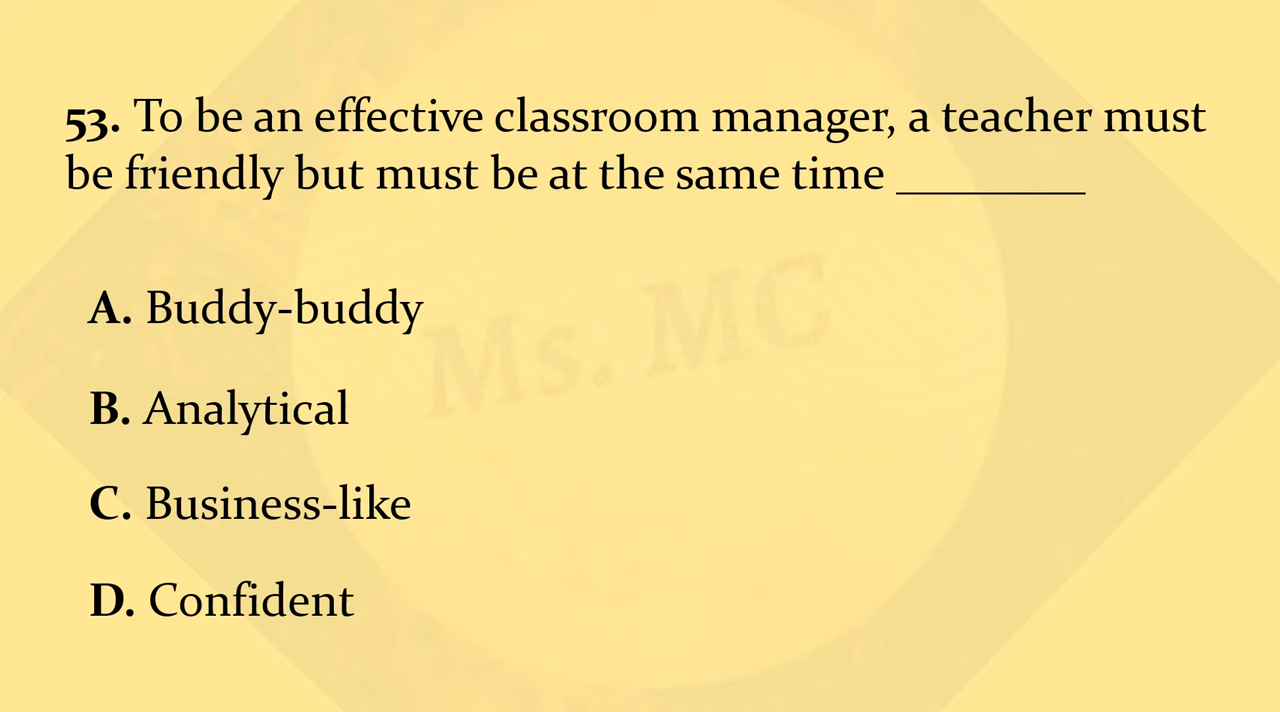 53. To be an effective classroom manager, a teacher must
be friendly but must be at the same time _________
A. Buddy-buddy
Ms. MC
B. Analytical
C. Business-like
D. Confident